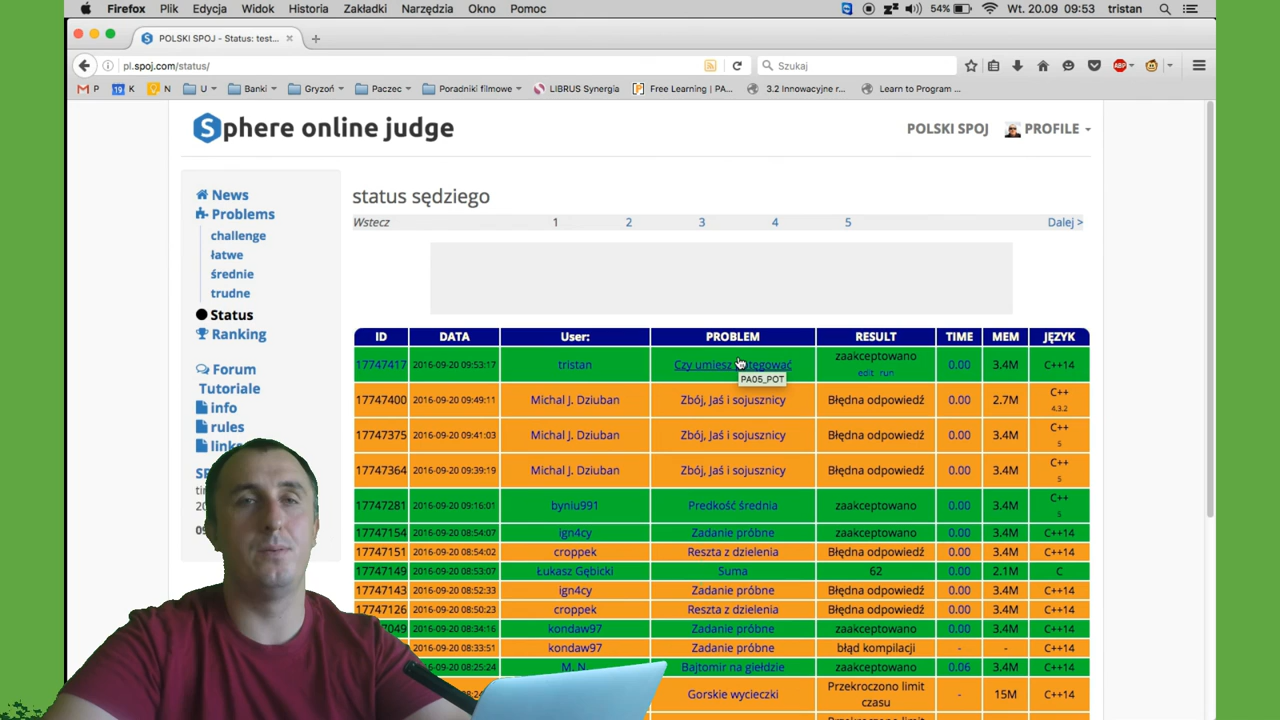 Firefox Plik Edycja Widok Historia Zakładki Narzędzia Okno Pomoc 54% Wt. 20.09 09:53 tristan
POLSKI SPOJ - Status: test...
pl.spoj.com/status/ Szukaj
P 19 K N U Banki Gryzoń Paczec Poradniki filmowe LIBRUS Synergia Free Learning | PA... 3.2 Innowacyjne r... Learn to Program ...
Sphere online judge POLSKI SPOJ PROFILE
News
Problems
challenge
łatwe
średnie
trudne
Status
Ranking
Forum
Tutoriale
info
rules
links
status sędziego
Wstecz 1 2 3 4 5 Dalej >
ID DATA User: PROBLEM RESULT TIME MEM JĘZYK
17747417 2016-09-20 09:53:17 tristan Czy umiesz potęgować zaakceptowano edit run 0.00 3.4M C++14
PA05_POT
17747400 2016-09-20 09:49:11 Michal J. Dziuban Zbój, Jaś i sojusznicy Błędna odpowiedź 0.00 2.7M C++ 4.3.2
17747375 2016-09-20 09:41:03 Michal J. Dziuban Zbój, Jaś i sojusznicy Błędna odpowiedź 0.00 3.4M C++ 5
17747364 2016-09-20 09:39:19 Michal J. Dziuban Zbój, Jaś i sojusznicy Błędna odpowiedź 0.00 3.4M C++ 5
17747281 2016-09-20 09:16:01 byniu991 Predkość średnia zaakceptowano 0.00 3.4M C++ 5
17747154 2016-09-20 08:54:07 ign4cy Zadanie próbne zaakceptowano 0.00 3.4M C++14
17747151 2016-09-20 08:54:02 croppek Reszta z dzielenia Błędna odpowiedź 0.00 3.4M C++14
17747149 2016-09-20 08:53:07 Łukasz Gębicki Suma 62 0.00 2.1M C
17747143 2016-09-20 08:52:33 ign4cy Zadanie próbne Błędna odpowiedź 0.00 3.4M C++14
17747126 2016-09-20 08:50:23 croppek Reszta z dzielenia Błędna odpowiedź 0.00 3.4M C++14
7049 2016-09-20 08:34:16 kondaw97 Zadanie próbne zaakceptowano 0.00 3.4M C++14
2016-09-20 08:33:51 kondaw97 Zadanie próbne błąd kompilacji - - C++14
-09-20 08:25:24 M. N. Bajtomir na giełdzie zaakceptowano 0.06 3.4M C++14
Gorskie wycieczki Przekroczono limit czasu - 15M C++14